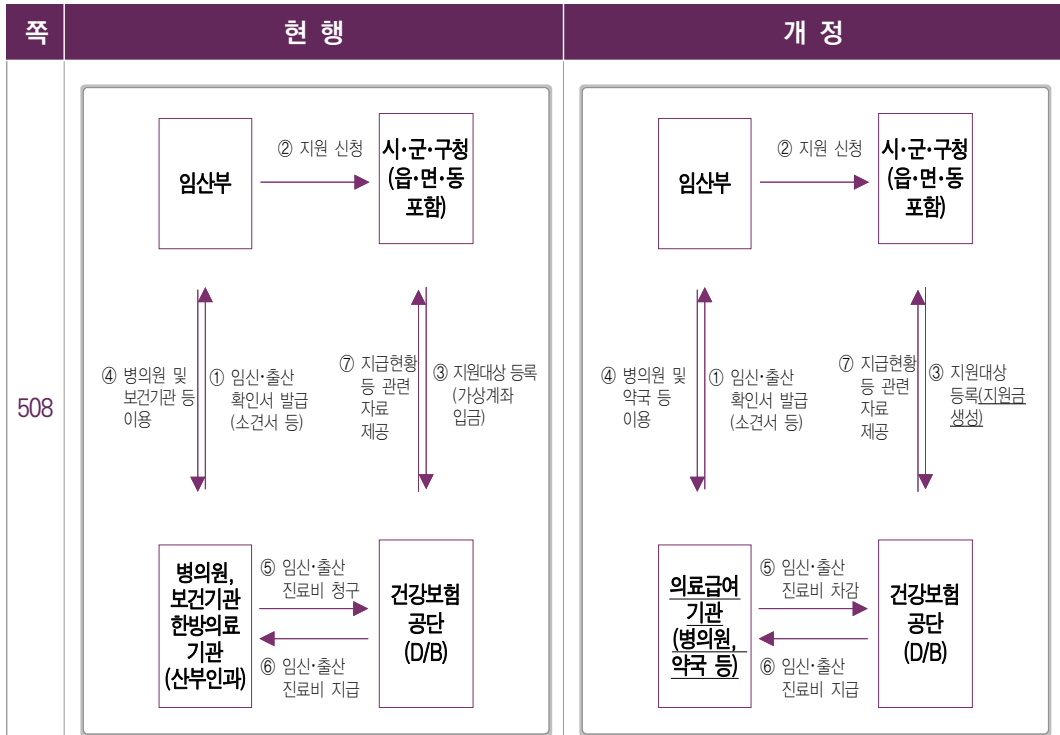 쪽
현 행
개 정
508
임산부
② 지원 신청
시·군·구청
(읍·면·동
포함)
④ 병의원 및
보건기관 등
이용
① 임신·출산
확인서 발급
(소견서 등)
⑦ 지급현황
등 관련
자료
제공
③ 지원대상 등록
(가상계좌
입금)
병의원,
보건기관
한방의료
기관
(산부인과)
⑤ 임신·출산
진료비 청구
⑥ 임신·출산
진료비 지급
건강보험
공단
(D/B)
임산부
② 지원 신청
시·군·구청
(읍·면·동
포함)
④ 병의원 및
약국 등
이용
① 임신·출산
확인서 발급
(소견서 등)
⑦ 지급현황
등 관련
자료
제공
③ 지원대상
등록(지원금
생성)
의료급여
기관
(병의원,
약국 등)
⑤ 임신·출산
진료비 차감
⑥ 임신·출산
진료비 지급
건강보험
공단
(D/B)